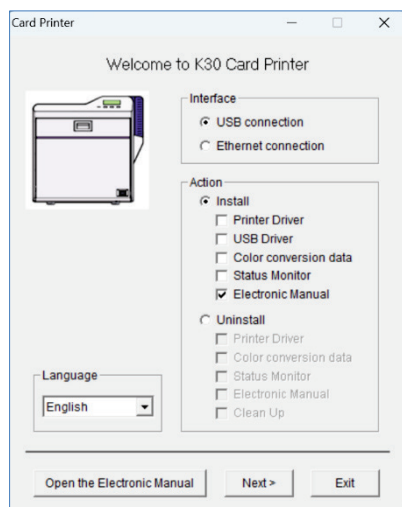 Card Printer
Welcome to K30 Card Printer
Interface
USB connection
Ethernet connection
Action
Install
Printer Driver
USB Driver
Color conversion data
Status Monitor
Electronic Manual
Uninstall
Printer Driver
Color conversion data
Status Monitor
Electronic Manual
Clean Up
Language
English
Open the Electronic Manual
Next >
Exit